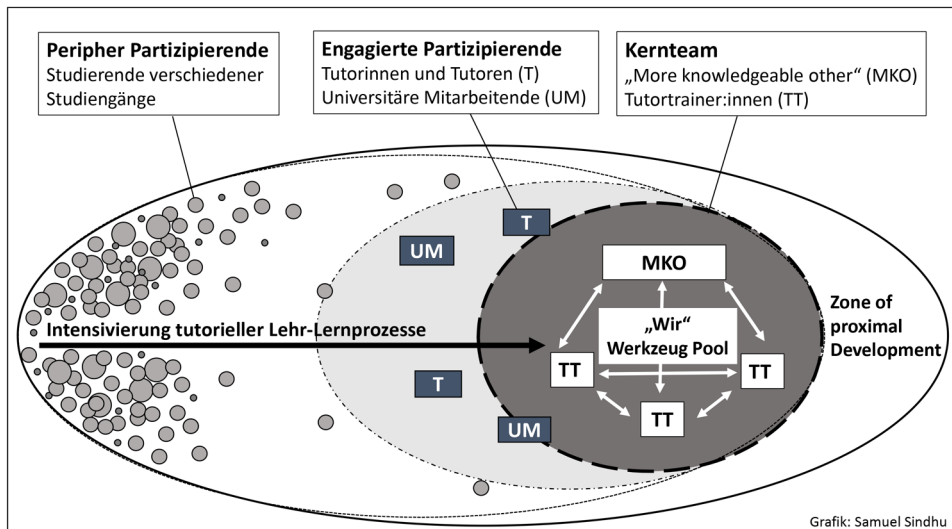 Peripher Partizipierende
Studierende verschiedener
Studiengänge
Engagierte Partizipierende
Tutorinnen und Tutoren (T)
Universitäre Mitarbeitende (UM)
Kernteam
„More knowledgeable other“ (MKO)
Tutortrainer:innen (TT)
T
UM
MKO
Intensivierung tutorieller Lehr-Lernprozesse
„Wir“
Werkzeug Pool
Zone of
proximal
Development
TT
TT
T
TT
UM
Grafik: Samuel Sindhu